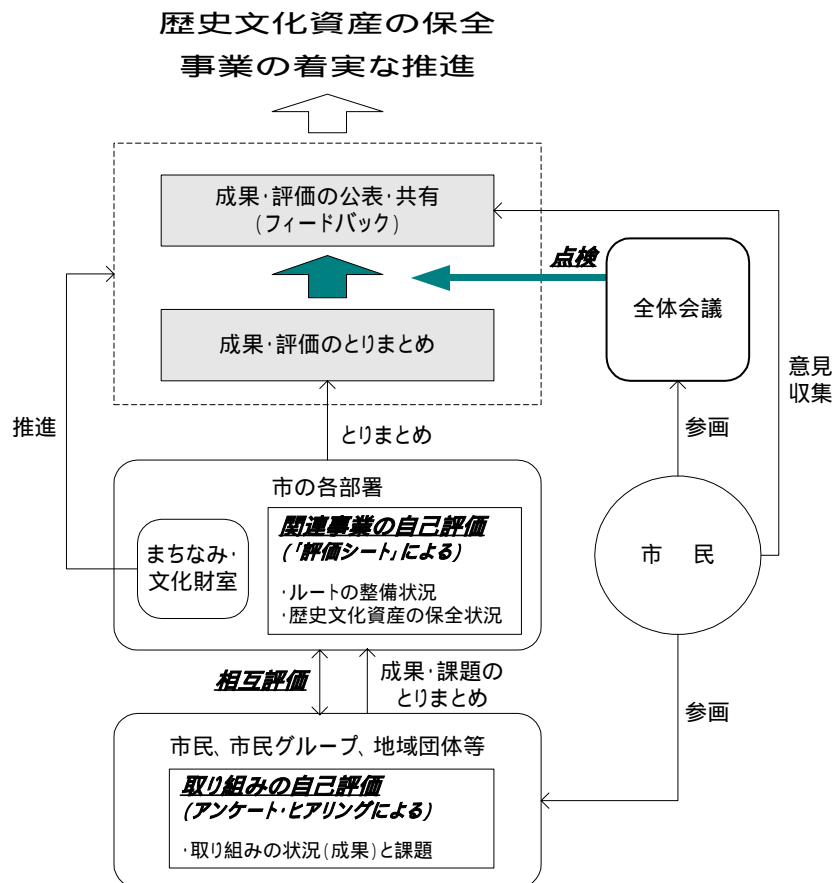 歴史文化資産の保全
事業の着実な推進
成果・評価の公表・共有
(フィードバック)
点検
全体会議
成果・評価のとりまとめ
意見
収集
推進
とりまとめ
参画
市の各部署
関連事業の自己評価
(「評価シート」による)
まちなみ・
文化財室
・ルートの整備状況
・歴史文化資産の保全状況
市 民
相互評価
成果・課題の
とりまとめ
参画
市民、市民グループ、地域団体等
取り組みの自己評価
(アンケート・ヒアリングによる)
・取り組みの状況(成果)と課題